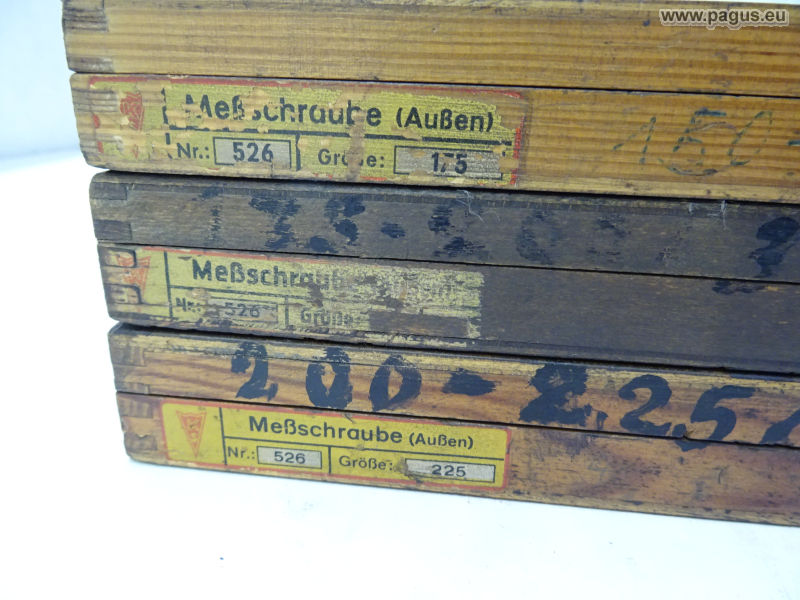 www.pagus.eu
Meßschraube (Außen)
Nr.: 526 Größe: 175
150-
Meßschraube
Nr.: 526 Größe
200-225
Meßschraube (Außen)
Nr.: 526 Größe: 225